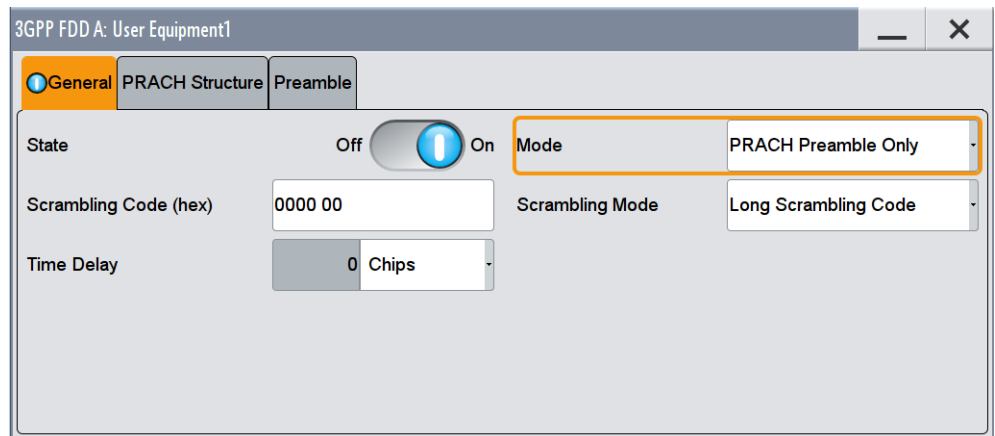 3GPP FDD A: User Equipment1
General PRACH Structure Preamble
State Off On Mode PRACH Preamble Only
Scrambling Code (hex) 0000 00 Scrambling Mode Long Scrambling Code
Time Delay 0 Chips